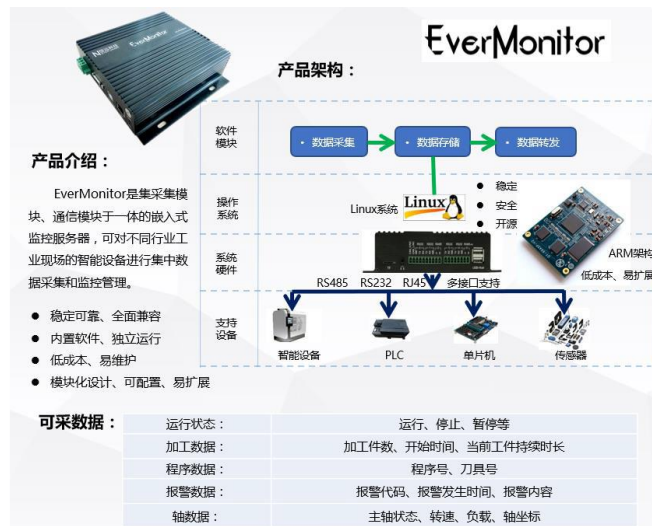 EverMonitor
EverMonitor
产品架构：
软件
模块
• 数据采集
• 数据存储
• 数据转发
产品介绍：
EverMonitor是集采集模
块、通信模块于一体的嵌入式
监控服务器，可对不同行业工
业现场的智能设备进行集中数
据采集和监控管理。
● 稳定可靠、全面兼容
● 内置软件、独立运行
● 低成本、易维护
● 模块化设计、可配置、易扩展
操作
系统
Linux系统
Linux
● 稳定
● 安全
● 开源
系统
硬件
ARM架构
低成本、易扩展
RS485 RS232 RJ45 多接口支持
支持
设备
智能设备
PLC
单片机
传感器
可采数据：
运行状态： 运行、停止、暂停等
加工数据： 加工件数、开始时间、当前工件持续时长
程序数据： 程序号、刀具号
报警数据： 报警代码、报警发生时间、报警内容
轴数据： 主轴状态、转速、负载、轴坐标